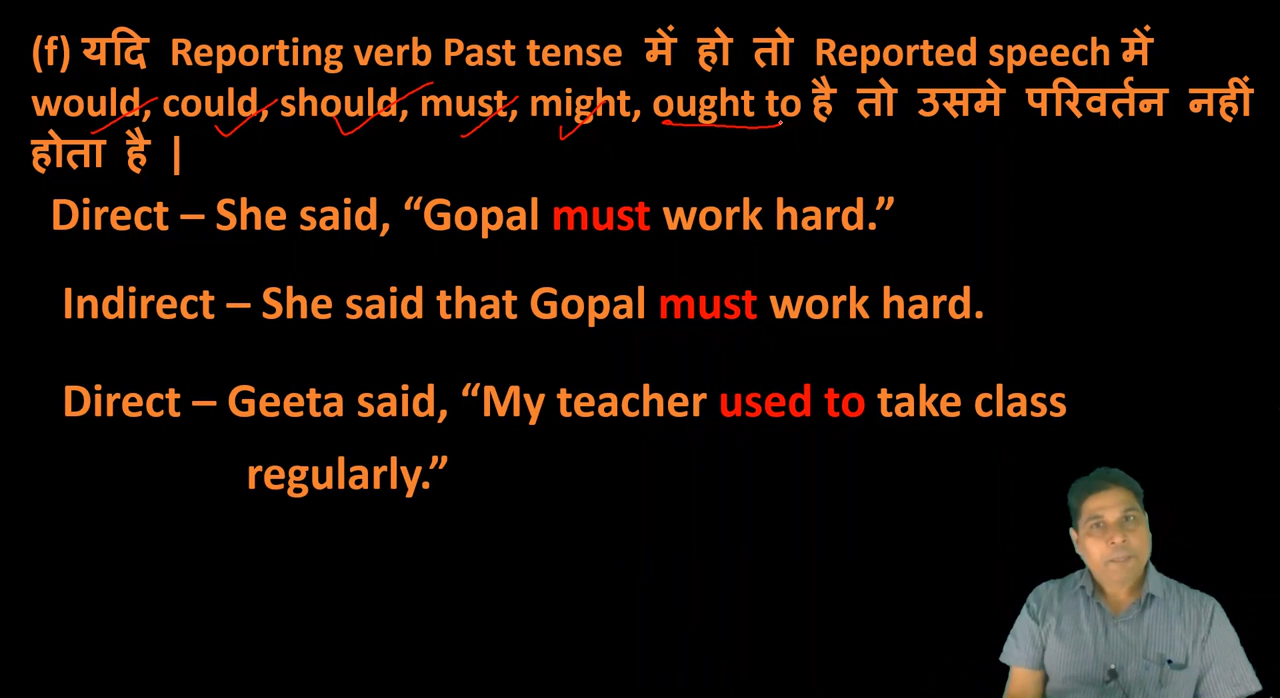 (f) यदि Reporting verb Past tense में हो तो Reported speech में
would, could, should, must, might, ought to है तो उसमे परिवर्तन नहीं
होता है |
Direct – She said, “Gopal must work hard.”
Indirect – She said that Gopal must work hard.
Direct – Geeta said, “My teacher used to take class
regularly.”